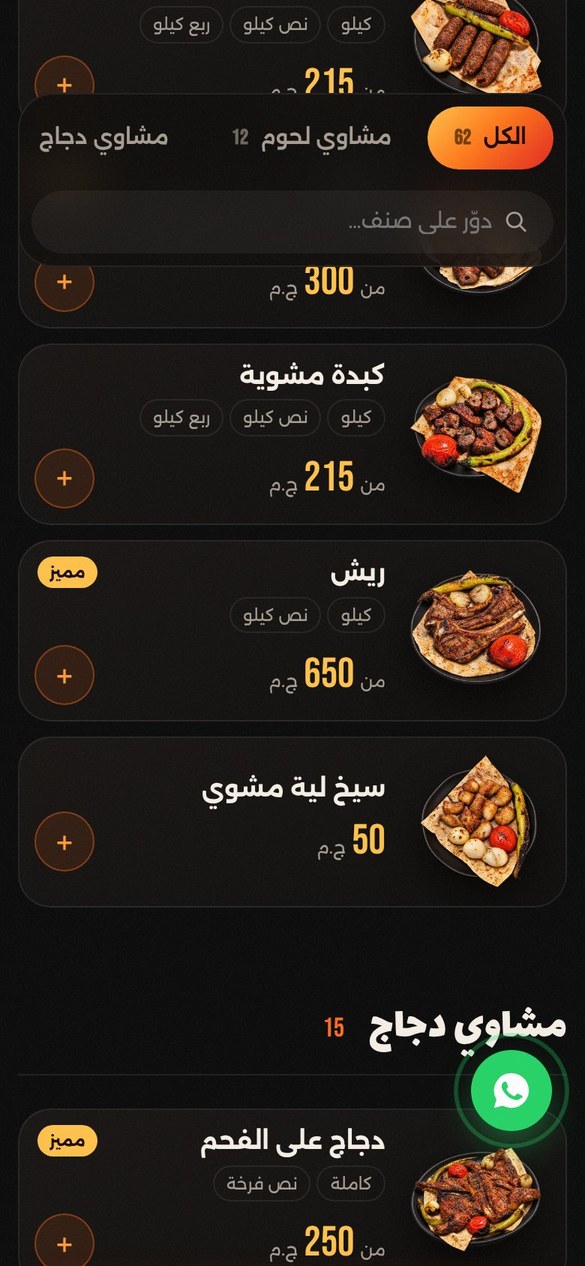 كيلو نص كيلو ربع كيلو
من 215 ج.م
+
الكل 62 مشاوي لحوم 12 مشاوي دجاج
دوّر على صنف...
من 300 ج.م
+
كبدة مشوية
كيلو نص كيلو ربع كيلو
من 215 ج.م
+
مميز
ريش
كيلو نص كيلو
من 650 ج.م
+
سيخ لية مشوي
50 ج.م
+
مشاوي دجاج 15
مميز
دجاج على الفحم
كاملة نص فرخة
من 250 ج.م
+